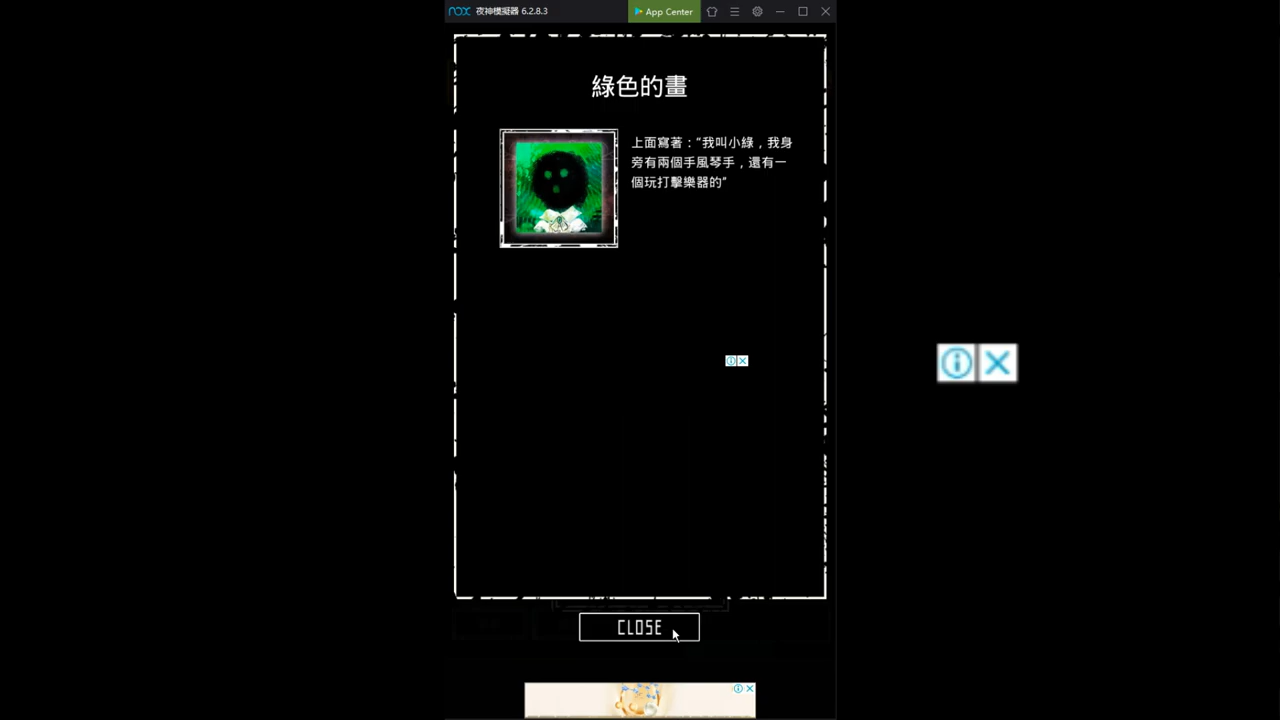 nox 夜神模擬器 6.2.8.3
App Center
綠色的畫
上面寫著：“我叫小綠，我身
旁有兩個手風琴手，還有一
個玩打擊樂器的”
CLOSE